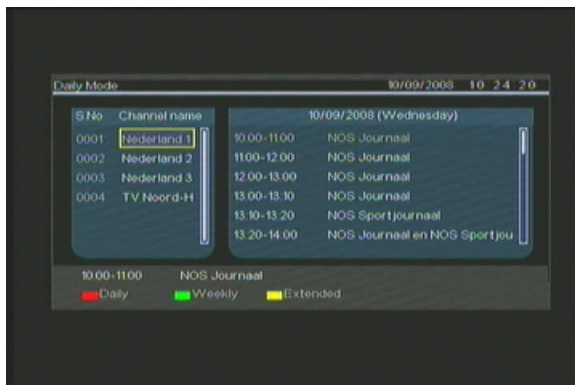 Daily Mode 10/09/2008 10 24 20
S.No Channel name
0001 Nederland 1
0002 Nederland 2
0003 Nederland 3
0004 TV Noord-H
10/09/2008 (Wednesday)
10:00-11:00 NOS Journaal
11:00-12:00 NOS Journaal
12:00-13:00 NOS Journaal
13:00-13:10 NOS Journaal
13:10-13:20 NOS Sportjournaal
13:20-14:00 NOS Journaal en NOS Sportjou
10:00-11:00 NOS Journaal
Daily Weekly Extended